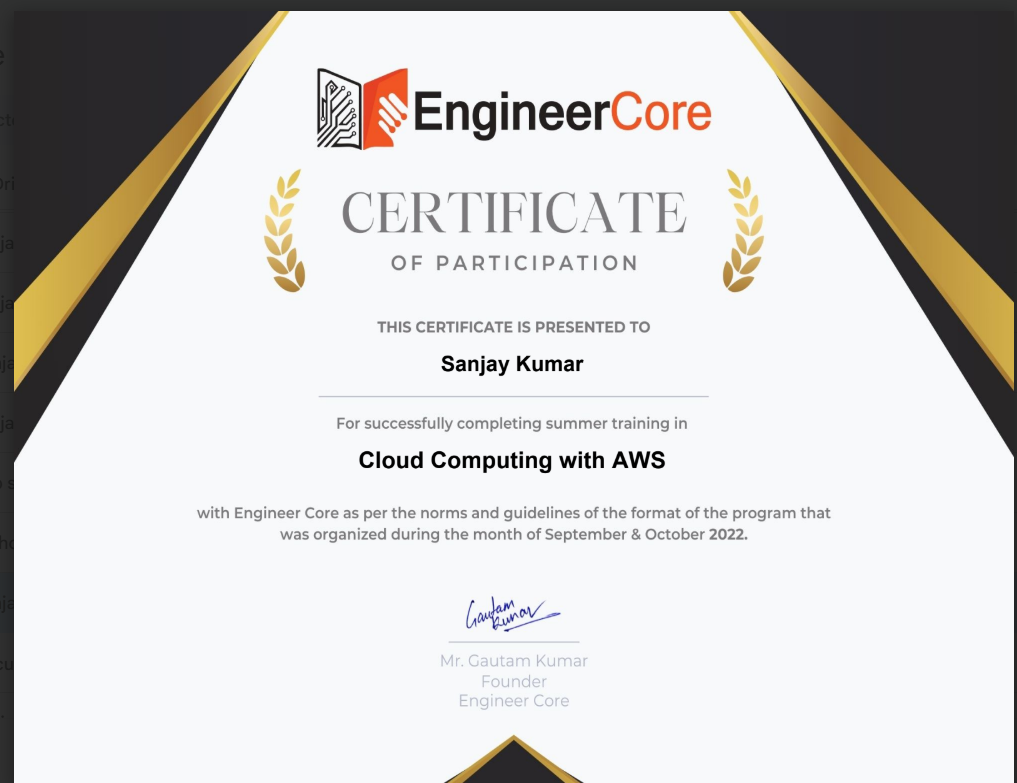 EngineerCore
CERTIFICATE
OF PARTICIPATION
THIS CERTIFICATE IS PRESENTED TO
Sanjay Kumar
For successfully completing summer training in
Cloud Computing with AWS
with Engineer Core as per the norms and guidelines of the format of the program that
was organized during the month of September & October 2022.
Gautam
Kumar
Mr. Gautam Kumar
Founder
Engineer Core